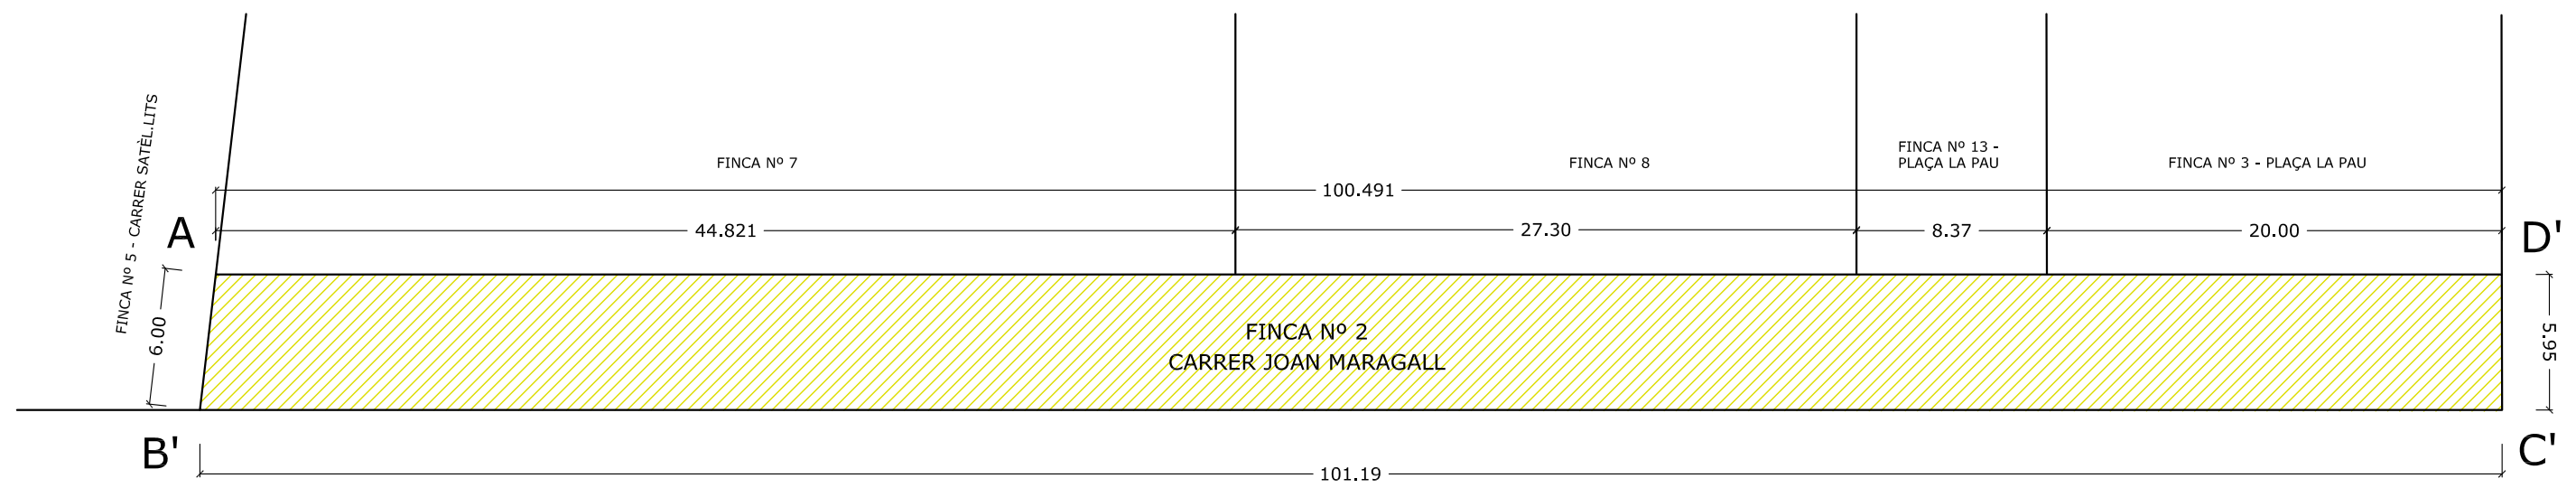 FINCA Nº 5 - CARRER SATÈL.LITS
FINCA Nº 7
FINCA Nº 8
FINCA Nº 13 -
PLAÇA LA PAU
FINCA Nº 3 - PLAÇA LA PAU
100.491
A
44.821
27.30
8.37
20.00
D'
6.00
FINCA Nº 2
CARRER JOAN MARAGALL
5.95
B'
C'
101.19